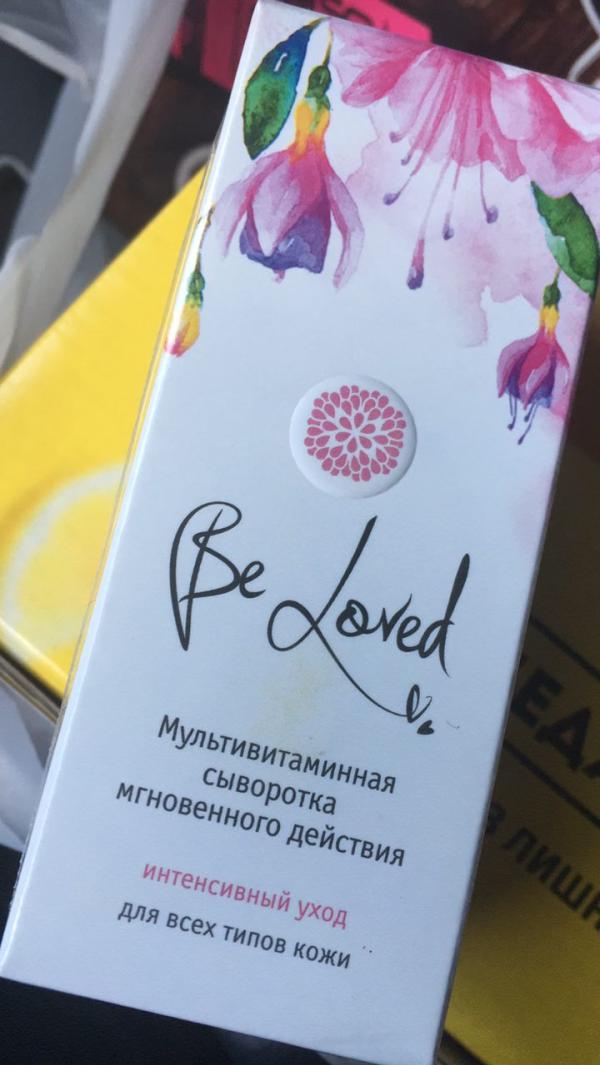 Be Loved
Мультивитаминная
сыворотка
мгновенного действия
интенсивный уход
для всех типов кожи